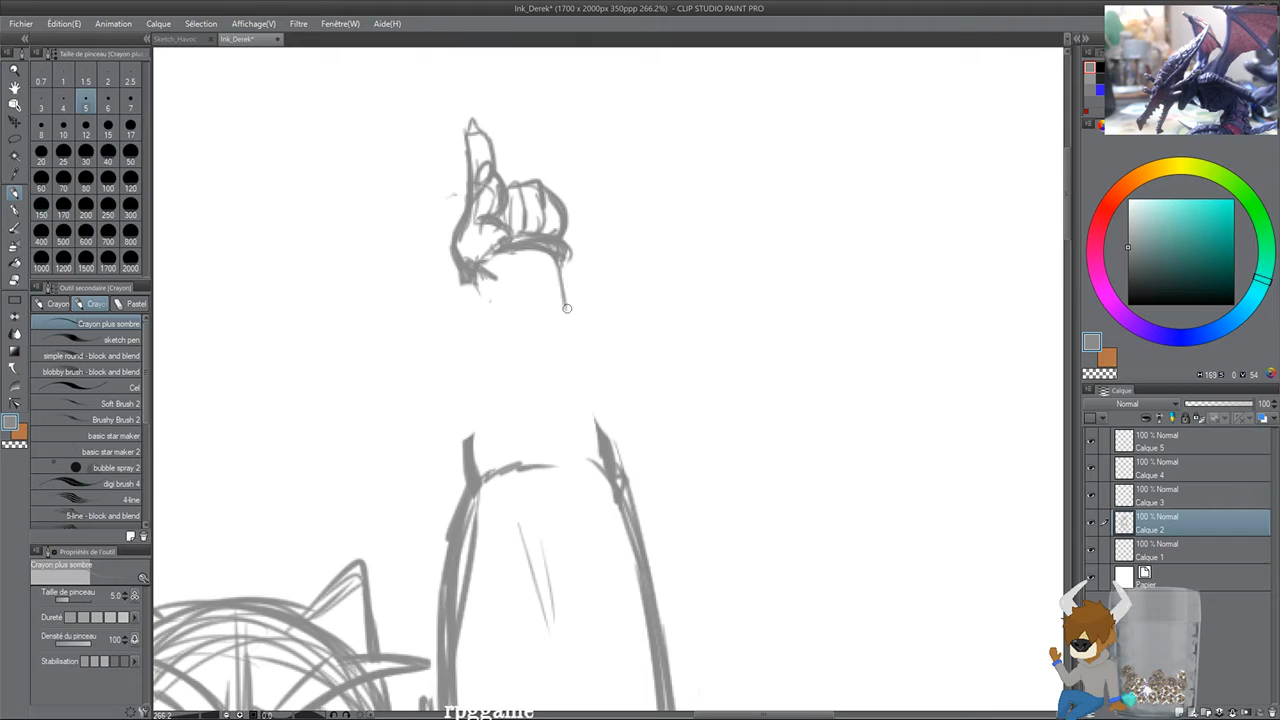 Ink_Derek* (1700 x 2000px 350ppp 266.2%) - CLIP STUDIO PAINT PRO
Fichier Édition(E) Animation Calque Sélection Affichage(V) Filtre Fenêtre(W) Aide(H)
Sketch_Havoc Ink_Derek*
Taille de pinceau [Crayon plus
0.7 1 1.5 2 2.5
3 4 5 6 7
8 10 12 15 17
20 25 30 40 50
60 70 80 100 120
150 170 200 250 300
400 500 600 700 800
1000 1200 1500 1700 2000
Outil secondaire[Crayon
Crayon Crayo Pastel
Crayon plus sombre
sketch pen
simple round - block and blend
blobby brush - block and blend
Cel
Soft Brush 2
Brushy Brush 2
basic star maker
basic star maker 2
bubble spray 2
digi brush 4
4-line
5-line - block and blend
Propriétés de l'outil
Crayon plus sombre
Taille de pinceau 5.0
Dureté
Densité du pinceau 100
Stabilisation
266.2 0.0
rpggame
H 169 S 0 V 54
Calque
Normal 100
100 % Normal
Calque 5
100 % Normal
Calque 4
100 % Normal
Calque 3
100 % Normal
Calque 2
100 % Normal
Calque 1
Papier